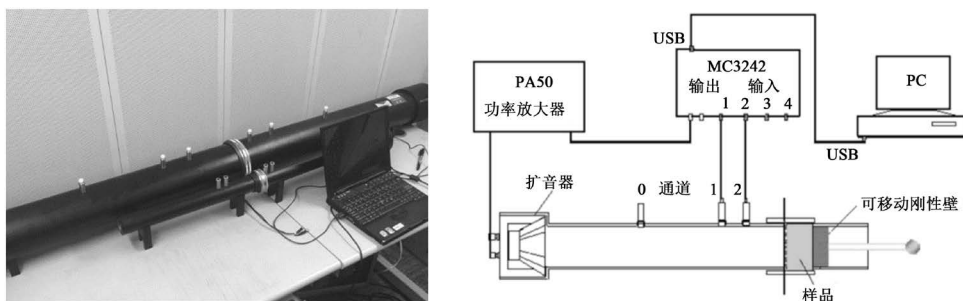 USB
PA50
功率放大器
MC3242
输出 输入
1 2 3 4
PC
USB
扩音器
0 通道 1 2
可移动刚性壁
样品